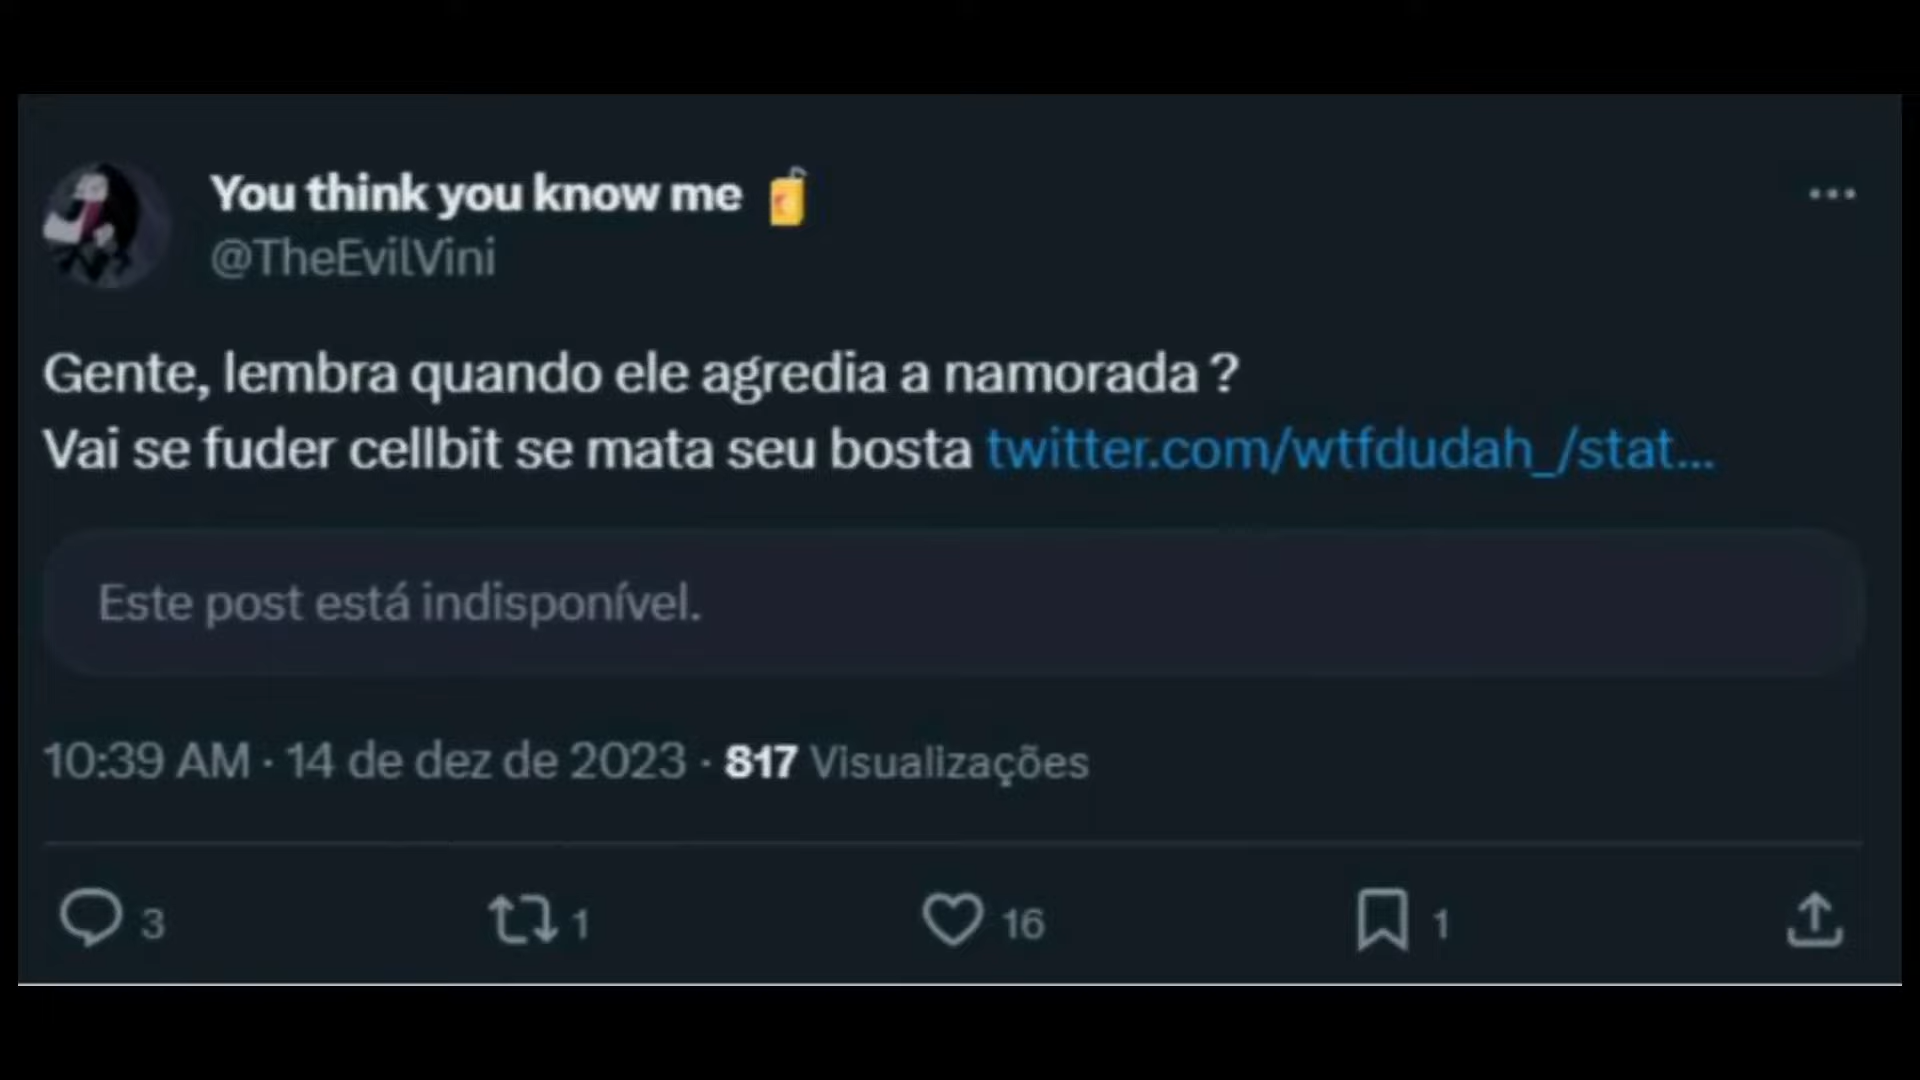 You think you know me 🧃
@TheEvilVini
Gente, lembra quando ele agredia a namorada ?
Vai se fuder cellbit se mata seu bosta twitter.com/wtfdudah_/stat...
Este post está indisponível.
10:39 AM · 14 de dez de 2023 · 817 Visualizações
3 1 16 1